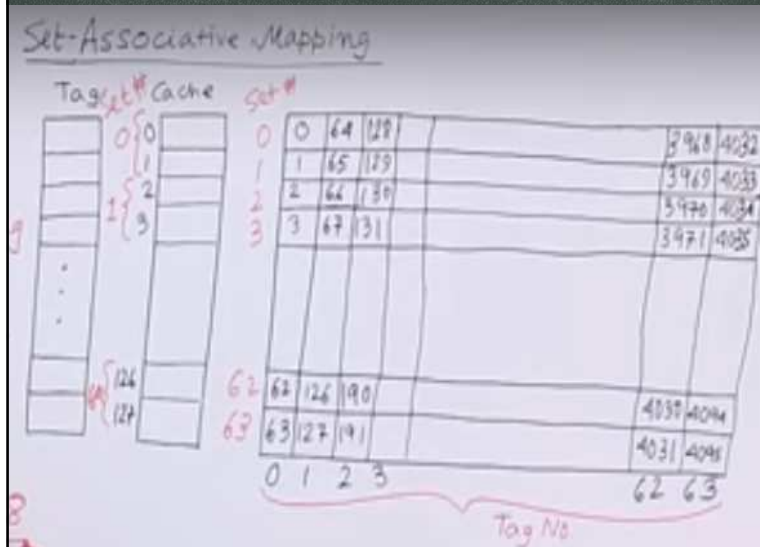 Set-Associative Mapping
Tag Set# Cache Set #
0 0 0 0 64 128 3968 4032
1 1 1 65 129 3969 4033
1 2 2 2 66 130 3970 4034
3 3 3 67 131 3971 4035
126 62 62 126 190 4030 4094
127 63 63 127 191 4031 4095
0 1 2 3 62 63
Tag No